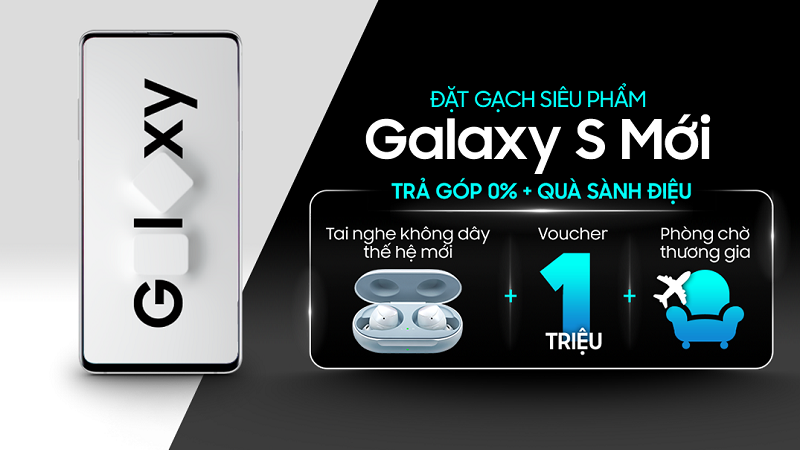 Galaxy
ĐẶT GẠCH SIÊU PHẨM
Galaxy S Mới
TRẢ GÓP 0% + QUÀ SÀNH ĐIỆU
Tai nghe không dây
thế hệ mới
+
Voucher
1
TRIỆU
+
Phòng chờ
thương gia